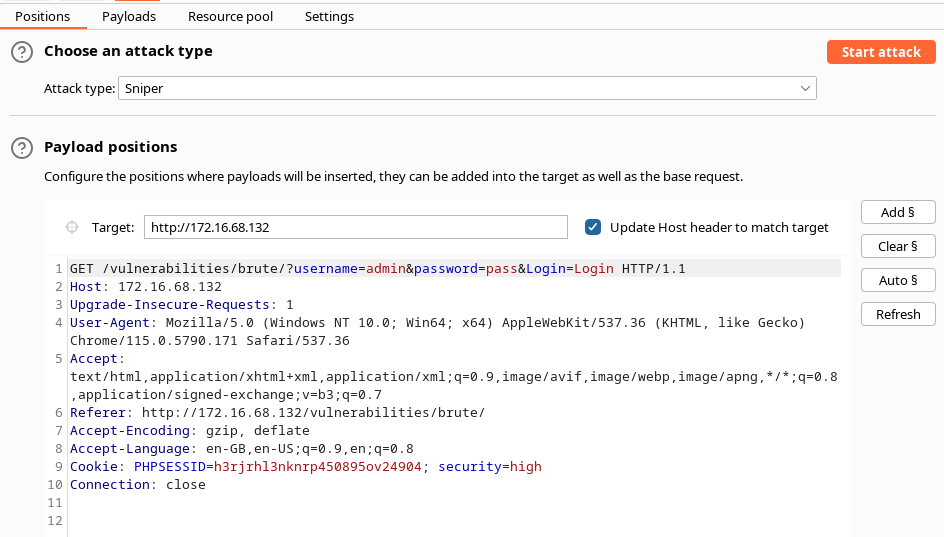 Positions Payloads Resource pool Settings
? Choose an attack type Start attack
Attack type: Sniper
? Payload positions
Configure the positions where payloads will be inserted, they can be added into the target as well as the base request.
Target: http://172.16.68.132 Update Host header to match target
Add §
Clear §
Auto §
Refresh
1 GET /vulnerabilities/brute/?username=admin&password=pass&Login=Login HTTP/1.1
2 Host: 172.16.68.132
3 Upgrade-Insecure-Requests: 1
4 User-Agent: Mozilla/5.0 (Windows NT 10.0; Win64; x64) AppleWebKit/537.36 (KHTML, like Gecko)
Chrome/115.0.5790.171 Safari/537.36
5 Accept:
text/html,application/xhtml+xml,application/xml;q=0.9,image/avif,image/webp,image/apng,*/*;q=0.8
,application/signed-exchange;v=b3;q=0.7
6 Referer: http://172.16.68.132/vulnerabilities/brute/
7 Accept-Encoding: gzip, deflate
8 Accept-Language: en-GB,en-US;q=0.9,en;q=0.8
9 Cookie: PHPSESSID=h3rjrhl3nknrp450895ov24904; security=high
10 Connection: close
11
12